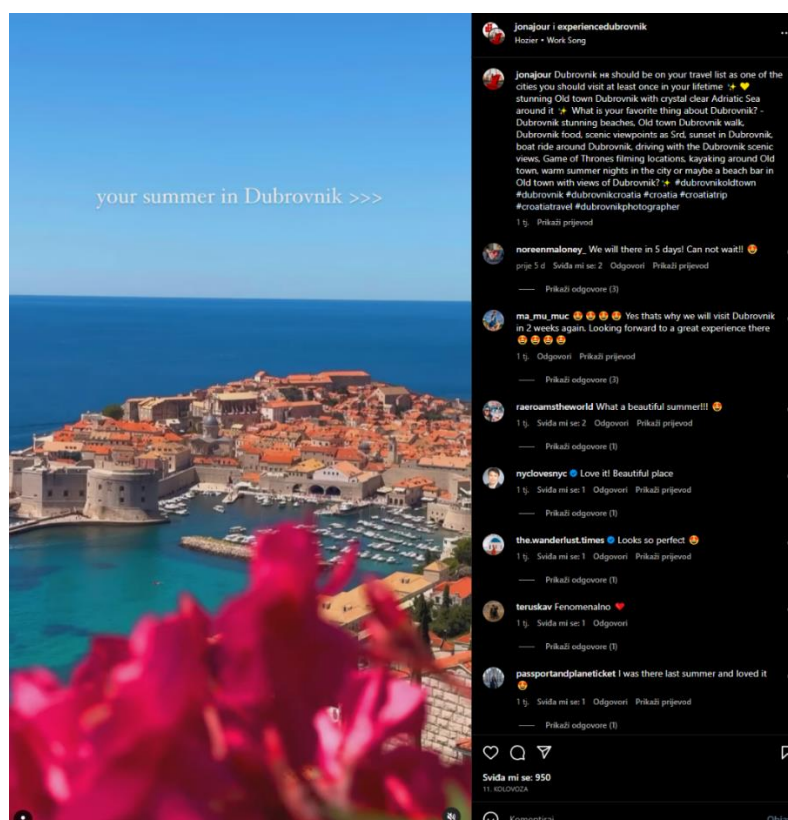 your summer in Dubrovnik >>>
jonajour i experiencedubrovnik
Hozier • Work Song
jonajour Dubrovnik HR should be on your travel list as one of the
cities you should visit at least once in your lifetime ✨ 💛
stunning Old town Dubrovnik with crystal clear Adriatic Sea
around it ✨ What is your favorite thing about Dubrovnik? -
Dubrovnik stunning beaches, Old town Dubrovnik walk,
Dubrovnik food, scenic viewpoints as Srd, sunset in Dubrovnik,
boat ride around Dubrovnik, driving with the Dubrovnik scenic
views, Game of Thrones filming locations, kayaking around Old
town, warm summer nights in the city or maybe a beach bar in
Old town with views of Dubrovnik? ✨ #dubrovnikoldtown
#dubrovnik #dubrovnikcroatia #croatia #croatiatrip
#croatiatravel #dubrovnikphotographer
1 tj. Prikaži prijevod
noreenmaloney_ We will there in 5 days! Can not wait!! 😍
prije 5 d Sviđa mi se: 2 Odgovori Prikaži prijevod
Prikaži odgovore (3)
ma_mu_muc 😍 😍 😍 😍 Yes thats why we will visit Dubrovnik
in 2 weeks again. Looking forward to a great experience there
😍 😍 😍 😍
1 tj. Odgovori Prikaži prijevod
Prikaži odgovore (3)
raeroamstheworld What a beautiful summer!!! 😍
1 tj. Sviđa mi se: 2 Odgovori Prikaži prijevod
Prikaži odgovore (1)
nyclovesnyc Love it! Beautiful place
1 tj. Sviđa mi se: 1 Odgovori Prikaži prijevod
Prikaži odgovore (1)
the.wanderlust.times Looks so perfect 😍
1 tj. Sviđa mi se: 1 Odgovori Prikaži prijevod
Prikaži odgovore (1)
teruskav Fenomenalno ❤️
1 tj. Sviđa mi se: 1 Odgovori
Prikaži odgovore (1)
passportandplaneticket I was there last summer and loved it
😍
1 tj. Sviđa mi se: 1 Odgovori Prikaži prijevod
Prikaži odgovore (1)
Sviđa mi se: 950
11. KOLOVOZA